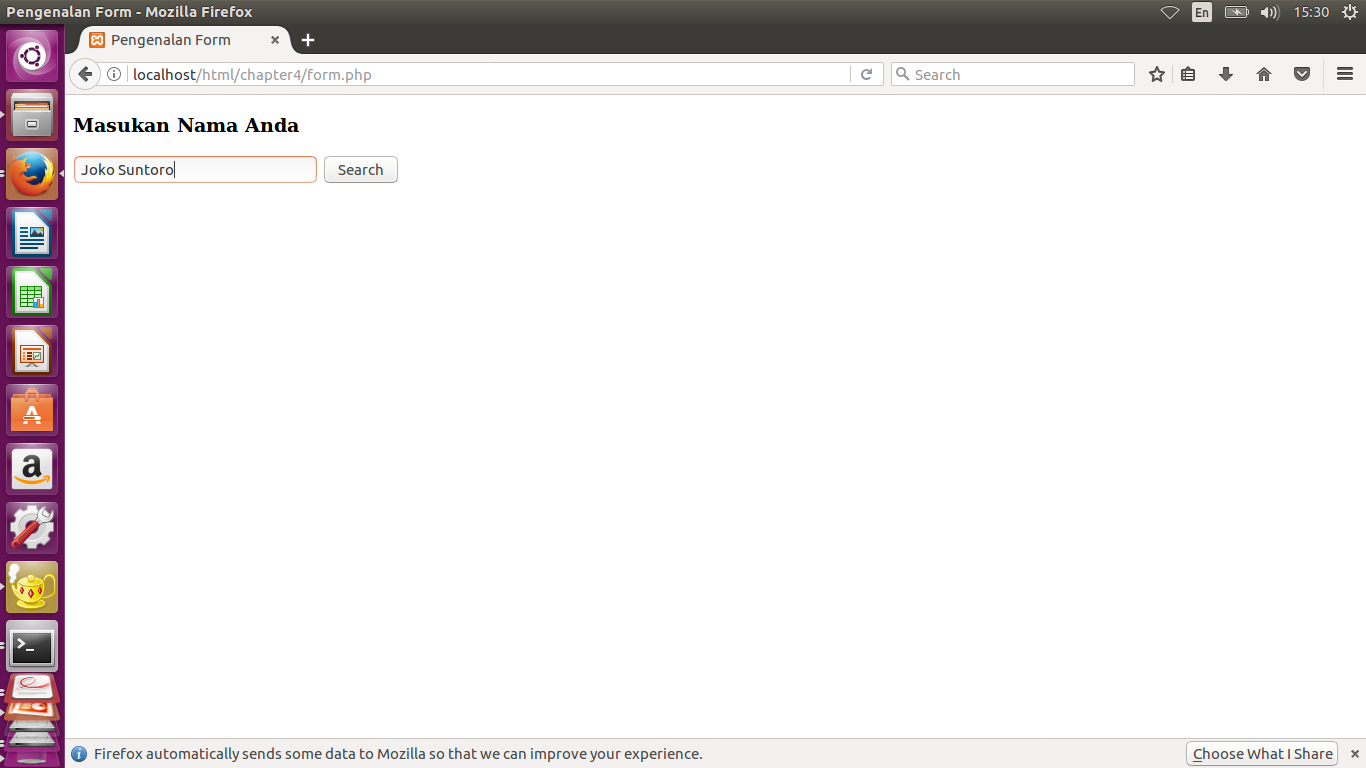 Pengenalan Form - Mozilla Firefox
En
15:30
Pengenalan Form
localhost/html/chapter4/form.php
Search
Masukan Nama Anda
Joko Suntoro
Search
Firefox automatically sends some data to Mozilla so that we can improve your experience.
Choose What I Share